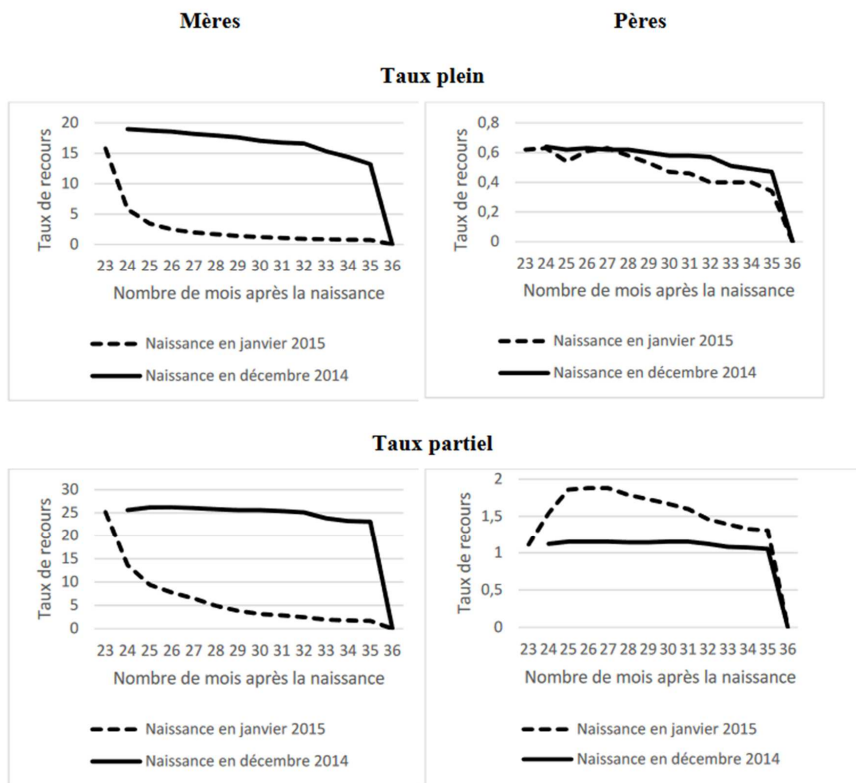 Mères
Pères
Taux plein
Taux de recours
20
15
10
5
0
23 24 25 26 27 28 29 30 31 32 33 34 35 36
Nombre de mois après la naissance
Naissance en janvier 2015
Naissance en décembre 2014
Taux de recours
0,8
0,6
0,4
0,2
0
23 24 25 26 27 28 29 30 31 32 33 34 35 36
Nombre de mois après la naissance
Naissance en janvier 2015
Naissance en décembre 2014
Taux partiel
Taux de recours
30
25
20
15
10
5
0
23 24 25 26 27 28 29 30 31 32 33 34 35 36
Nombre de mois après la naissance
Naissance en janvier 2015
Naissance en décembre 2014
Taux de recours
2
1,5
1
0,5
0
23 24 25 26 27 28 29 30 31 32 33 34 35 36
Nombre de mois après la naissance
Naissance en janvier 2015
Naissance en décembre 2014